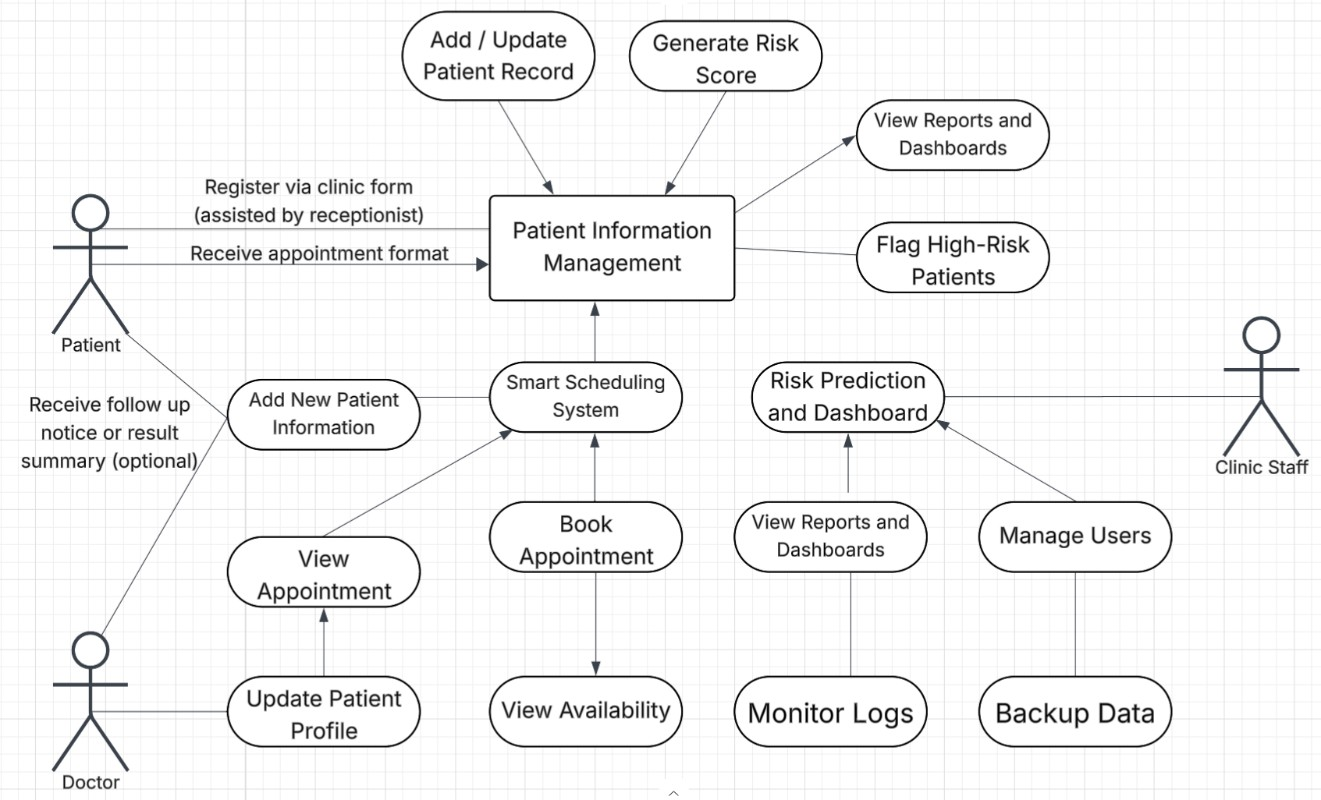 Add / Update
Patient Record
Generate Risk
Score
View Reports and
Dashboards
Register via clinic form
(assisted by receptionist)
Receive appointment format
Patient Information
Management
Flag High-Risk
Patients
Patient
Receive follow up
notice or result
summary (optional)
Add New Patient
Information
Smart Scheduling
System
Risk Prediction
and Dashboard
Clinic Staff
View
Appointment
Book
Appointment
View Reports and
Dashboards
Manage Users
Update Patient
Profile
View Availability
Monitor Logs
Backup Data
Doctor